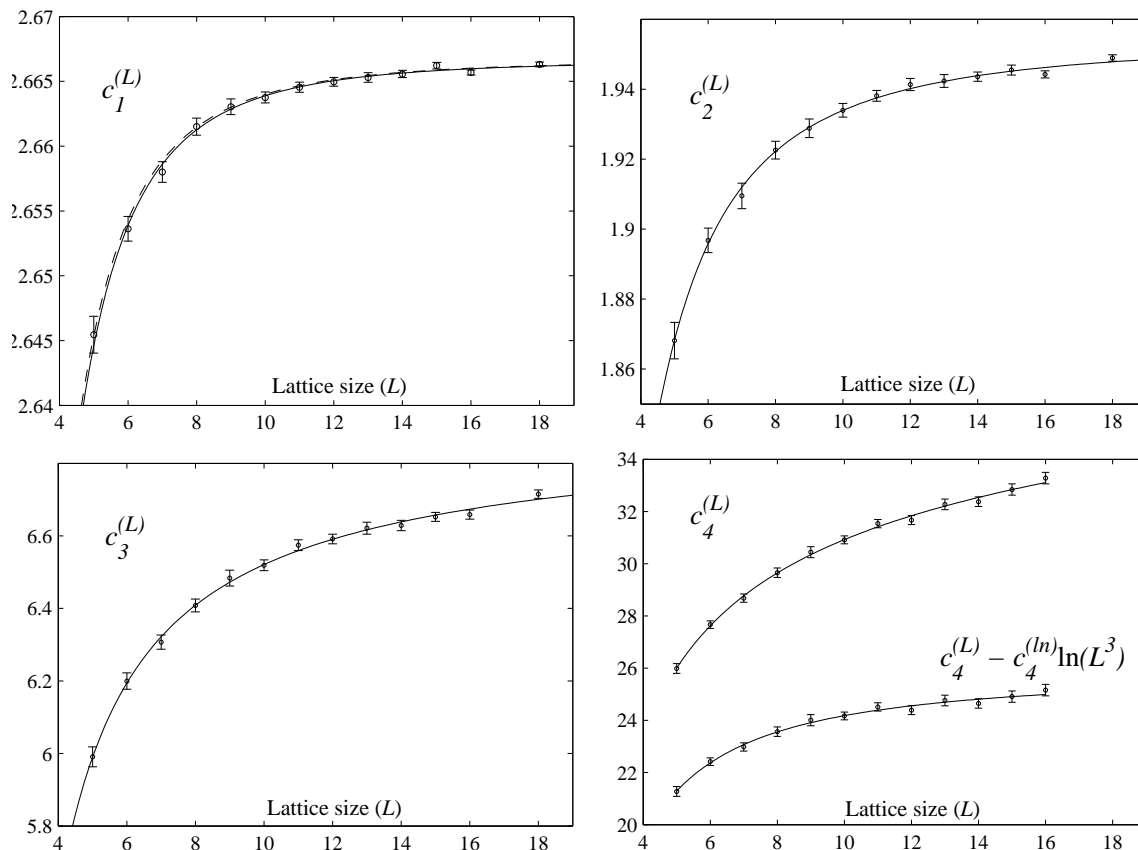 2.67
2.665
2.66
2.655
2.65
2.645
2.64
c_1^{(L)}
Lattice size (L)
4 6 8 10 12 14 16 18
1.94
1.92
1.9
1.88
1.86
c_2^{(L)}
Lattice size (L)
4 6 8 10 12 14 16 18
6.6
6.4
6.2
6
5.8
c_3^{(L)}
Lattice size (L)
4 6 8 10 12 14 16 18
34
32
30
28
26
24
22
20
c_4^{(L)}
c_4^{(L)} − c_4^{(ln)}ln(L^3)
Lattice size (L)
4 6 8 10 12 14 16 18